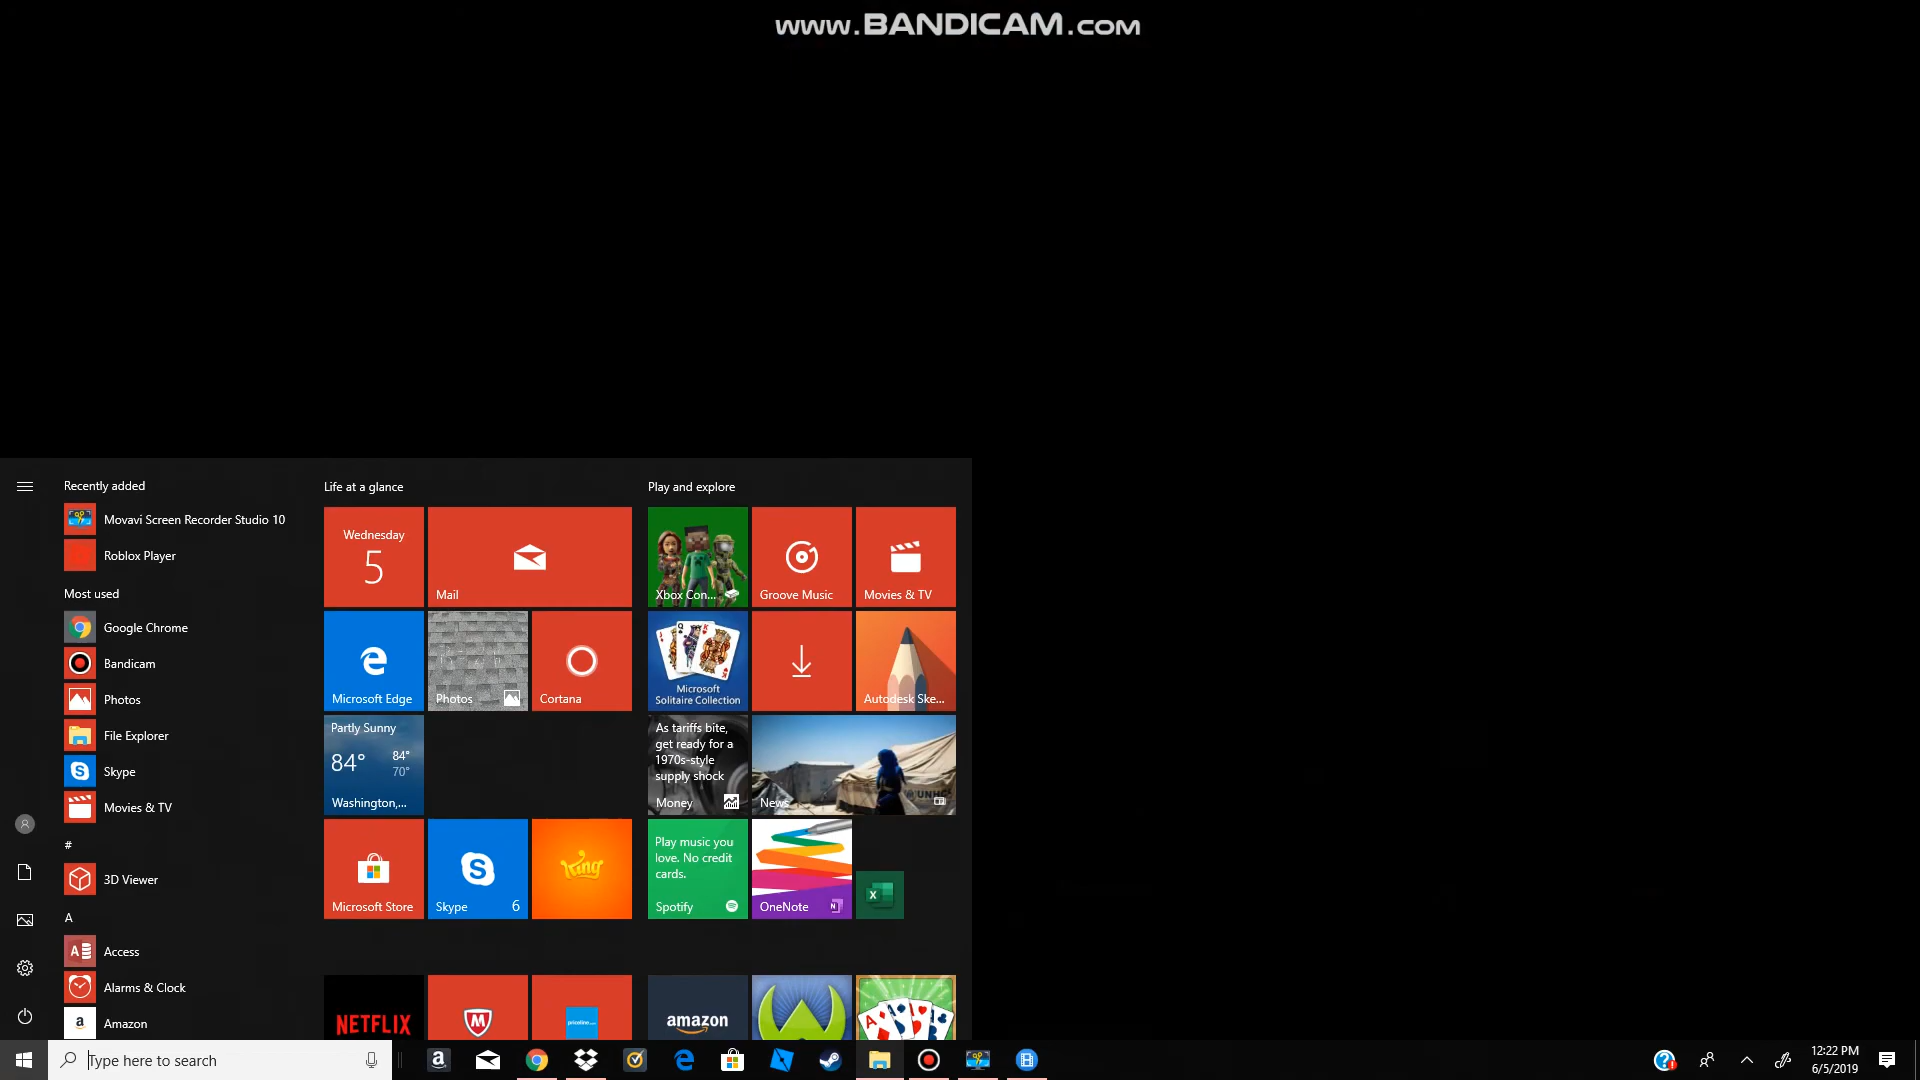 www.BANDICAM.com
Recently added
Movavi Screen Recorder Studio 10
Roblox Player
Most used
Google Chrome
Bandicam
Photos
File Explorer
Skype
Movies & TV
#
3D Viewer
A
Access
Alarms & Clock
Amazon
Life at a glance
Wednesday
5
Mail
Microsoft Edge
Photos
Cortana
Partly Sunny
84°
84°
70°
Washington,...
Microsoft Store
Skype
6
King
NETFLIX
priceline.com
Play and explore
Xbox Con...
Groove Music
Movies & TV
Microsoft
Solitaire Collection
Autodesk Ske...
As tariffs bite,
get ready for a
1970s-style
supply shock
Money
News
UNHC
Play music you
love. No credit
cards.
Spotify
OneNote
amazon
Type here to search
12:22 PM
6/5/2019